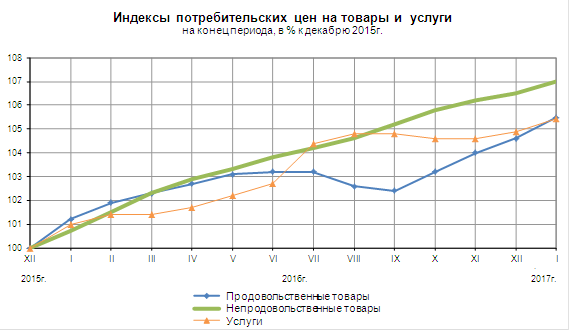 Индексы потребительских цен на товары и услуги
на конец периода, в % к декабрю 2015г.
108
107
106
105
104
103
102
101
100
XII I II III IV V VI VII VIII IX X XI XII I
2015г. 2016г. 2017г.
Продовольственные товары
Непродовольственные товары
Услуги